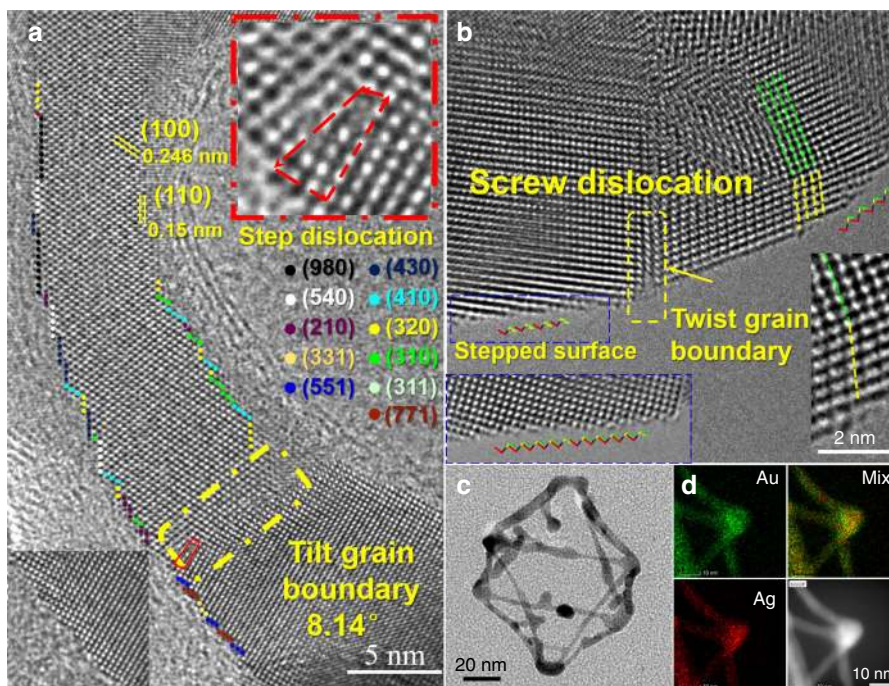 a
(100)
0.246 nm
(110)
0.15 nm
Step dislocation
(980)
(430)
(540)
(410)
(210)
(320)
(331)
(310)
(551)
(311)
(771)
Tilt grain
boundary
8.14°
5 nm
b
Screw dislocation
Twist grain
boundary
Stepped surface
2 nm
c
20 nm
d
Au
Mix
Ag
10 nm